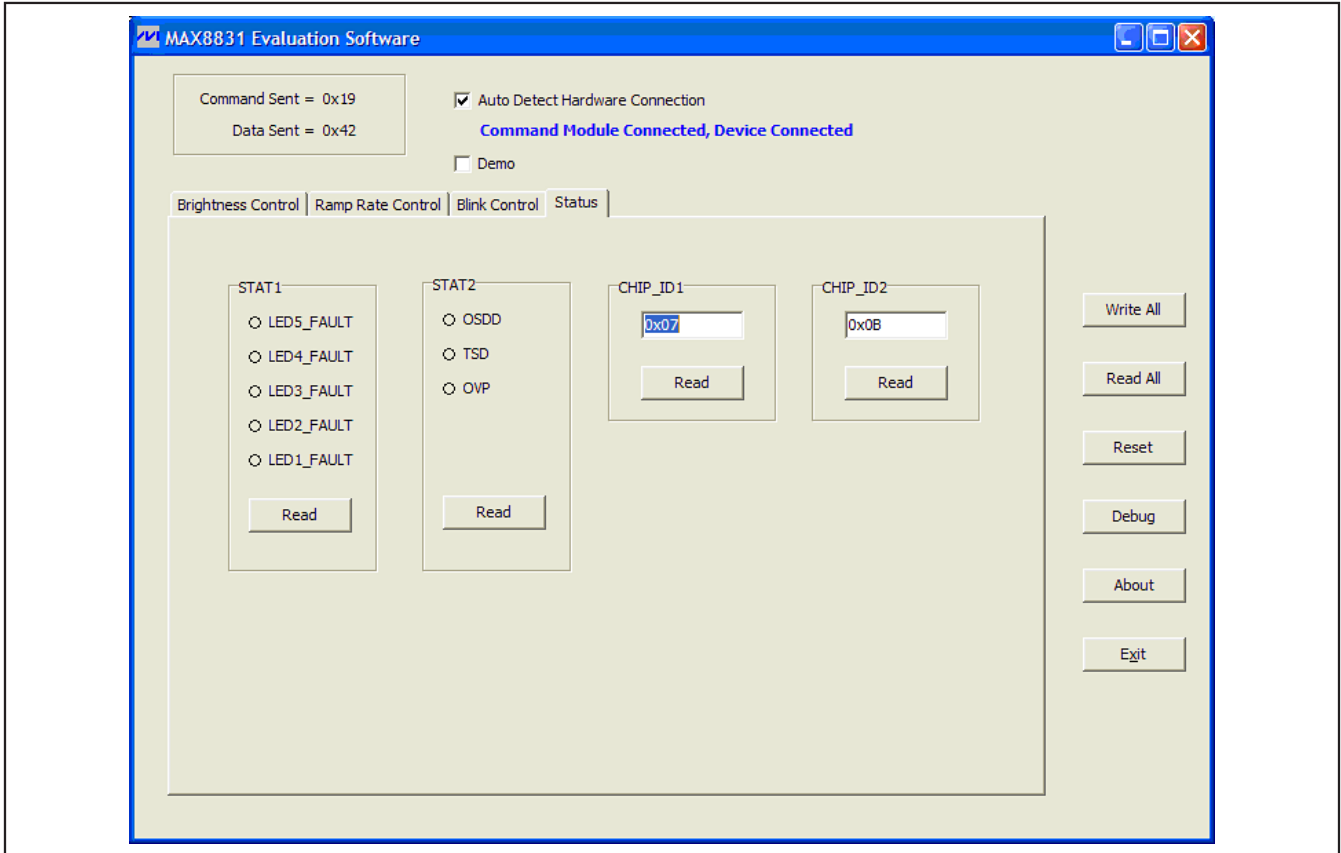 MAX8831 Evaluation Software
Command Sent = 0x19
Data Sent = 0x42
Auto Detect Hardware Connection
Command Module Connected, Device Connected
Demo
Brightness Control Ramp Rate Control Blink Control Status
STAT1
LED5_FAULT
LED4_FAULT
LED3_FAULT
LED2_FAULT
LED1_FAULT
Read
STAT2
OSDD
TSD
OVP
Read
CHIP_ID1
0x07
Read
CHIP_ID2
0x0B
Read
Write All
Read All
Reset
Debug
About
Exit